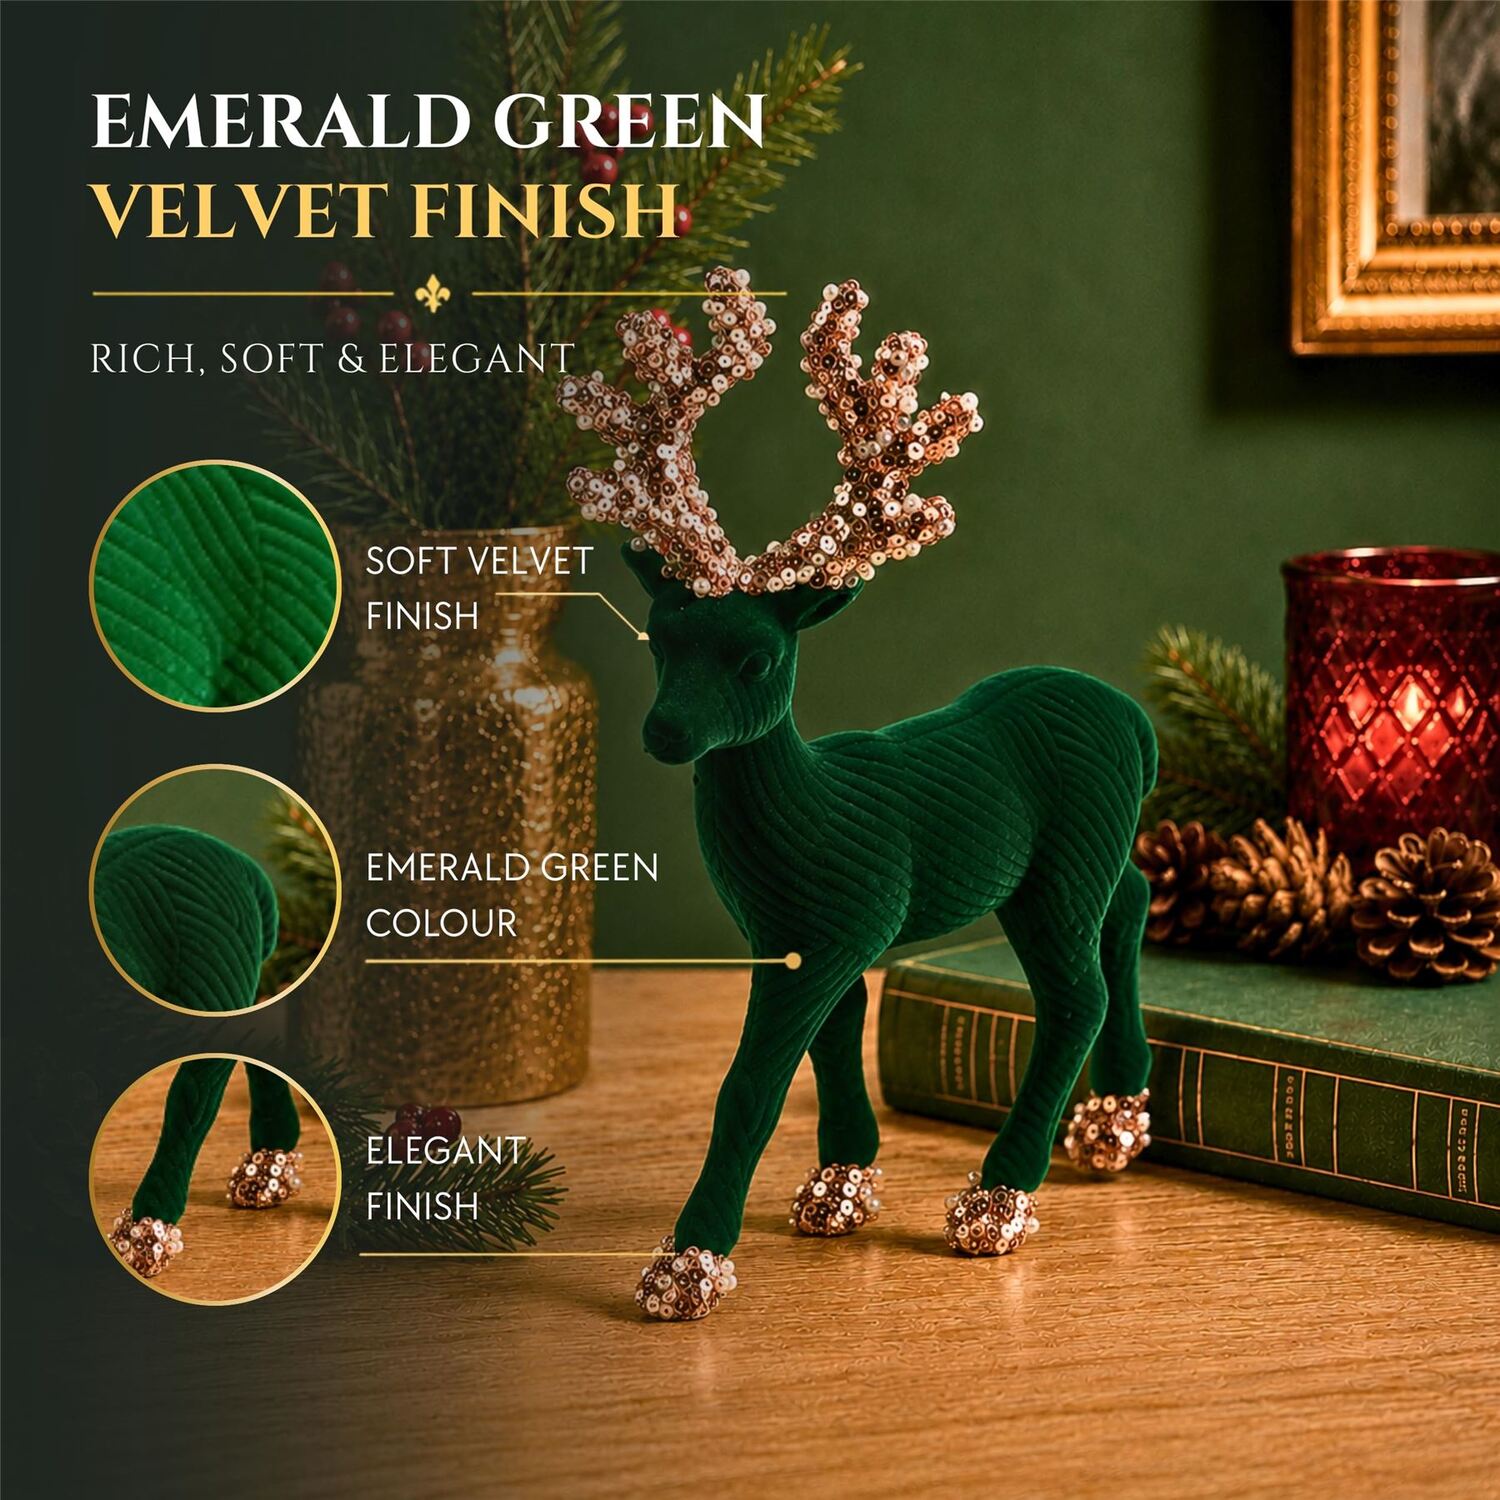 EMERALD GREEN
VELVET FINISH
RICH, SOFT & ELEGANT
SOFT VELVET
FINISH
EMERALD GREEN
COLOUR
ELEGANT
FINISH